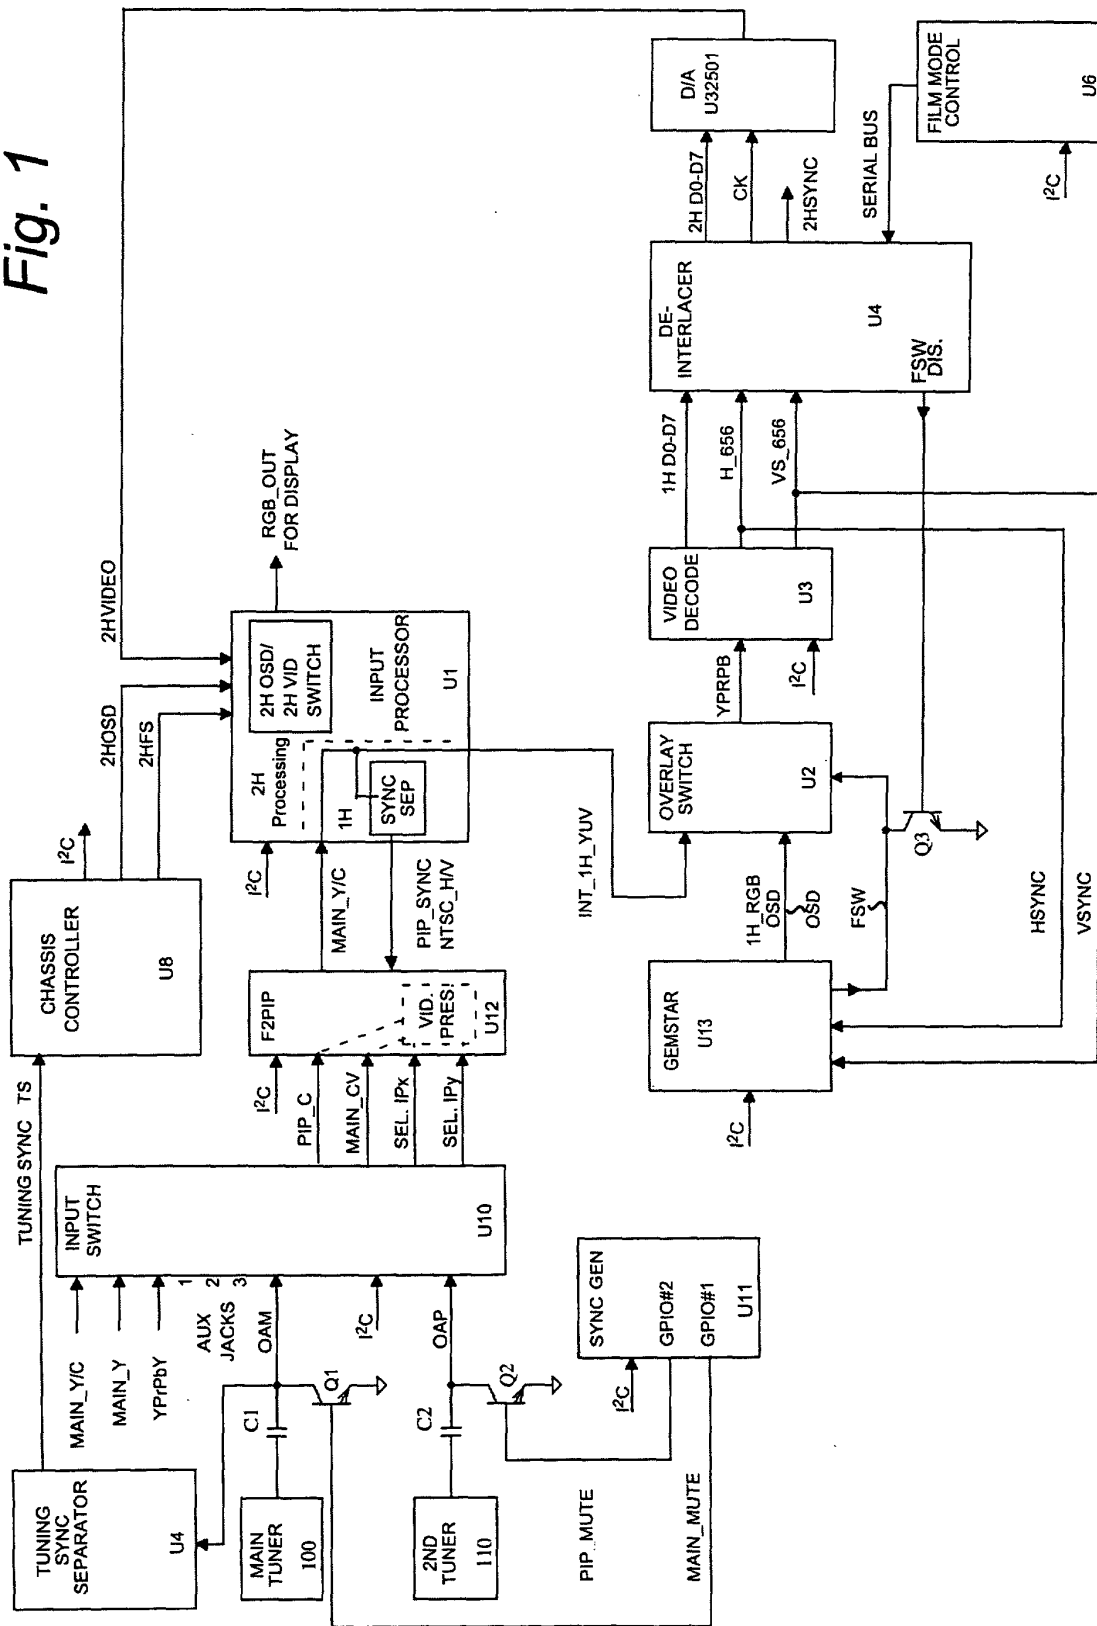 Fig. 1
TUNING
SYNC
SEPARATOR
U4
TUNING SYNC TS
CHASSIS
CONTROLLER
U8
I²C
2HOSD
2HFS
2HVIDEO
MAIN_Y/C
MAIN_Y
YPrPbY
1
2
3
AUX
JACKS
OAM
I²C
OAP
INPUT
SWITCH
U10
MAIN
TUNER
100
C1
Q1
2ND
TUNER
110
C2
Q2
PIP_MUTE
MAIN_MUTE
SYNC GEN
GPIO#2
GPIO#1
U11
I²C
I²C
PIP_C
MAIN_CV
SEL. IPx
SEL. IPy
F2PIP
VID.
PRES.
U12
MAIN_Y/C
PIP_SYNC
NTSC_H/V
I²C
2H
Processing
1H
SYNC
SEP
2H OSD/
2H VID
SWITCH
INPUT
PROCESSOR
U1
RGB_OUT
FOR DISPLAY
INT_1H_YUV
GEMSTAR
U13
I²C
1H_RGB
OSD
OSD
FSW
HSYNC
VSYNC
OVERLAY
SWITCH
U2
Q3
YPRPB
I²C
VIDEO
DECODE
U3
1H D0-D7
H_656
VS_656
DE-
INTERLACER
U4
FSW
DIS.
2H D0-D7
CK
2HSYNC
SERIAL BUS
D/A
U32501
FILM MODE
CONTROL
U6
I²C